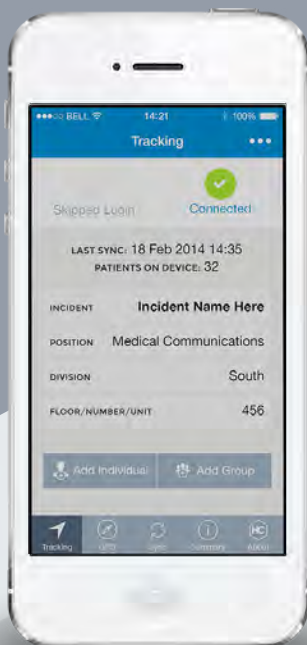 BELL 14:21 100%
Tracking
Skipped Login Connected
LAST SYNC: 18 Feb 2014 14:35
PATIENTS ON DEVICE: 32
INCIDENT Incident Name Here
POSITION Medical Communications
DIVISION South
FLOOR/NUMBER/UNIT 456
Add Individual Add Group
Tracking GPS Sync Summary About
HC